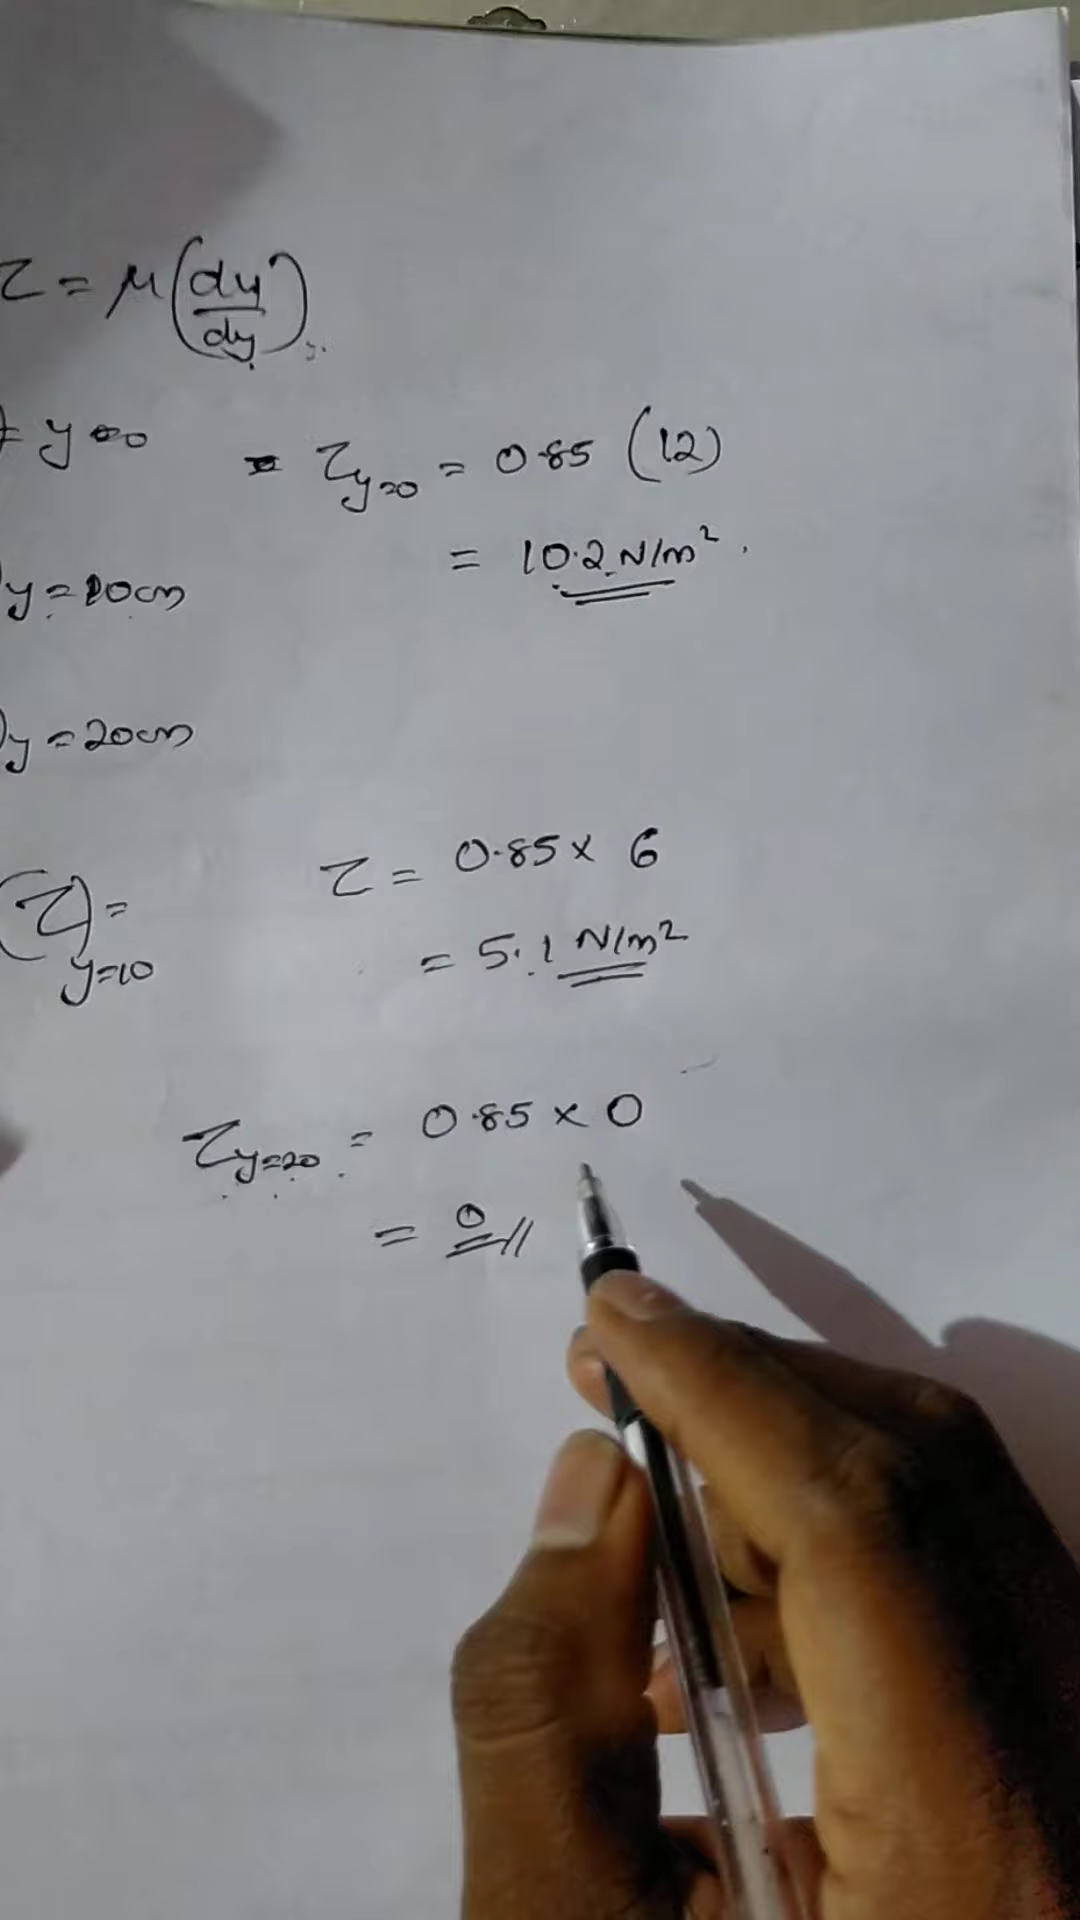 τ = μ(du/dy)
y=0 τy=0 = 0.85 (12)
= 10.2 N/m².
y = 10cm
y = 20cm
τ = 0.85 x 6
(τ)y=10 =
= 5.1 N/m²
τy=20 = 0.85 x 0
= 0//